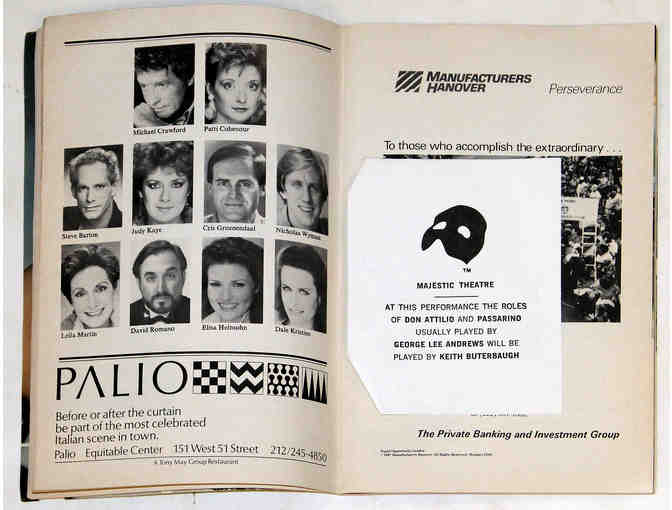 Michael Crawford
Patti Cohenour
Steve Barton
Judy Kaye
Cris Groenendaal
Nicholas Wyman
Leila Martin
David Romano
Elisa Heinsohn
Dale Kristien
PALIO
Before or after the curtain
be part of the most celebrated
Italian scene in town.
Palio Equitable Center 151 West 51 Street 212/245-4850
A Tony May Group Restaurant
MANUFACTURERS
HANOVER
Perseverance
To those who accomplish the extraordinary . . .
TM
MAJESTIC THEATRE
AT THIS PERFORMANCE THE ROLES
OF DON ATTILIO AND PASSARINO
USUALLY PLAYED BY
GEORGE LEE ANDREWS WILL BE
PLAYED BY KEITH BUTERBAUGH
The Private Banking and Investment Group